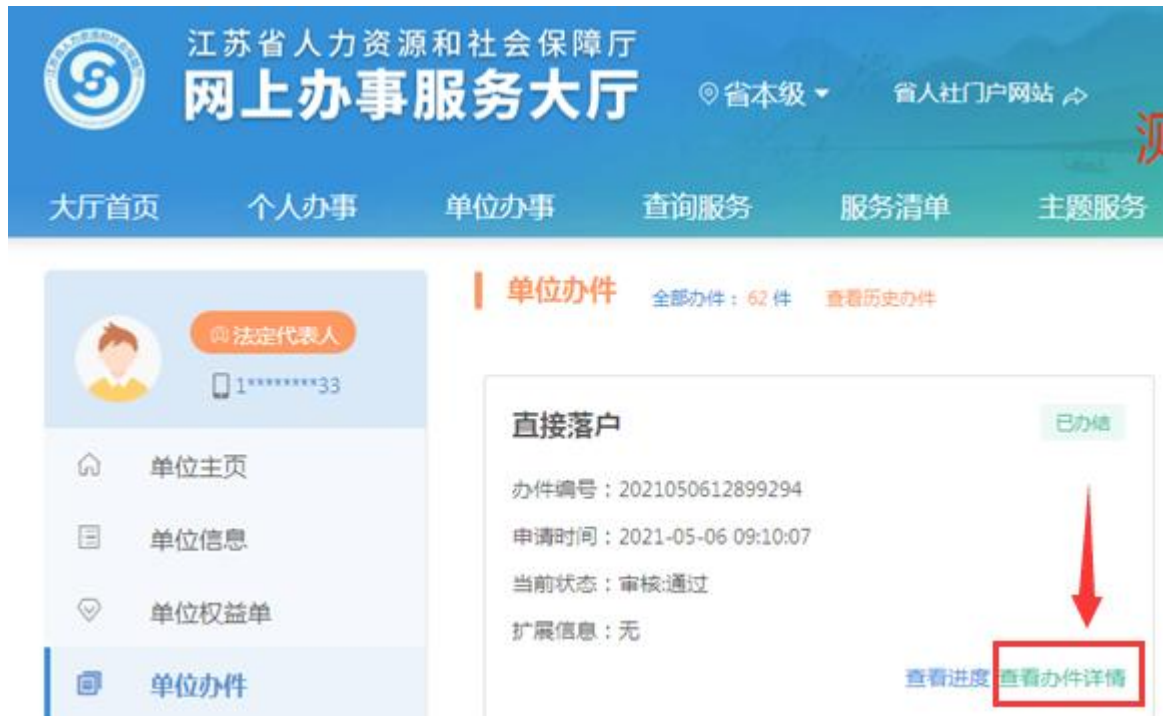 江苏省人力资源和社会保障厅
网上办事服务大厅
省本级
省人社门户网站
大厅首页 个人办事 单位办事 查询服务 服务清单 主题服务
法定代表人
1********33
单位主页
单位信息
单位权益单
单位办件
单位办件 全部办件：62 件 查看历史办件
直接落户 已办结
办件编号：2021050612899294
申请时间：2021-05-06 09:10:07
当前状态：审核通过
扩展信息：无
查看进度 查看办件详情